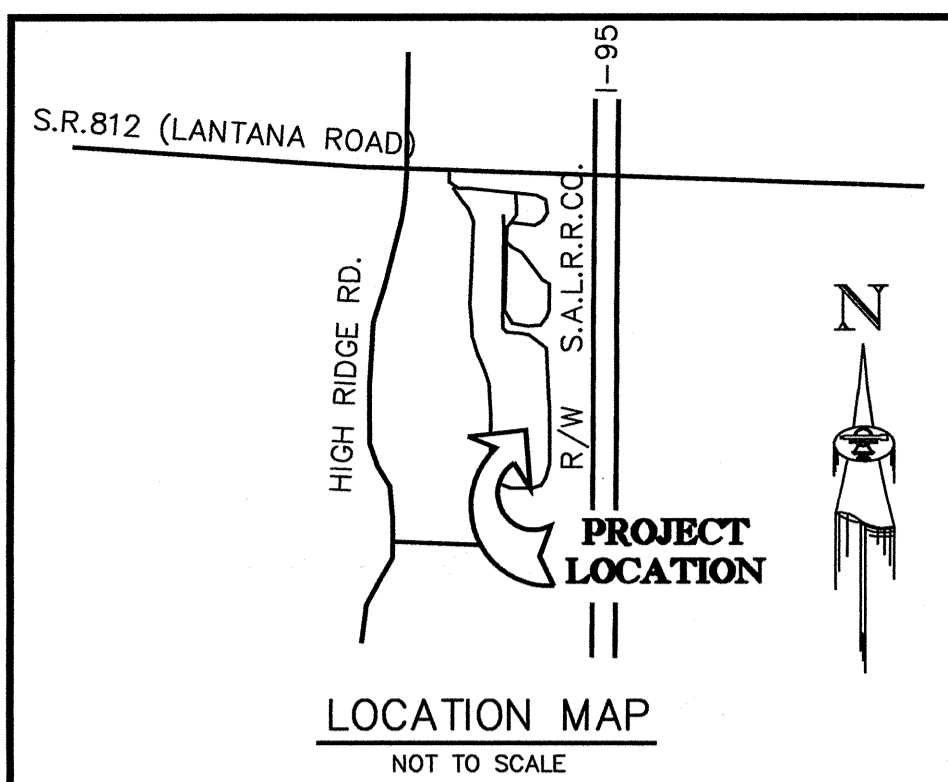 I-95
S.R.812 (LANTANA ROAD)
HIGH RIDGE RD.
R/W S.A.L.R.R.CO.
N
PROJECT
LOCATION
LOCATION MAP
NOT TO SCALE